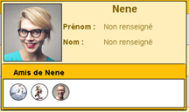 Nene
Prénom : Non renseigné
Nom : Non renseigné
Amis de Nene